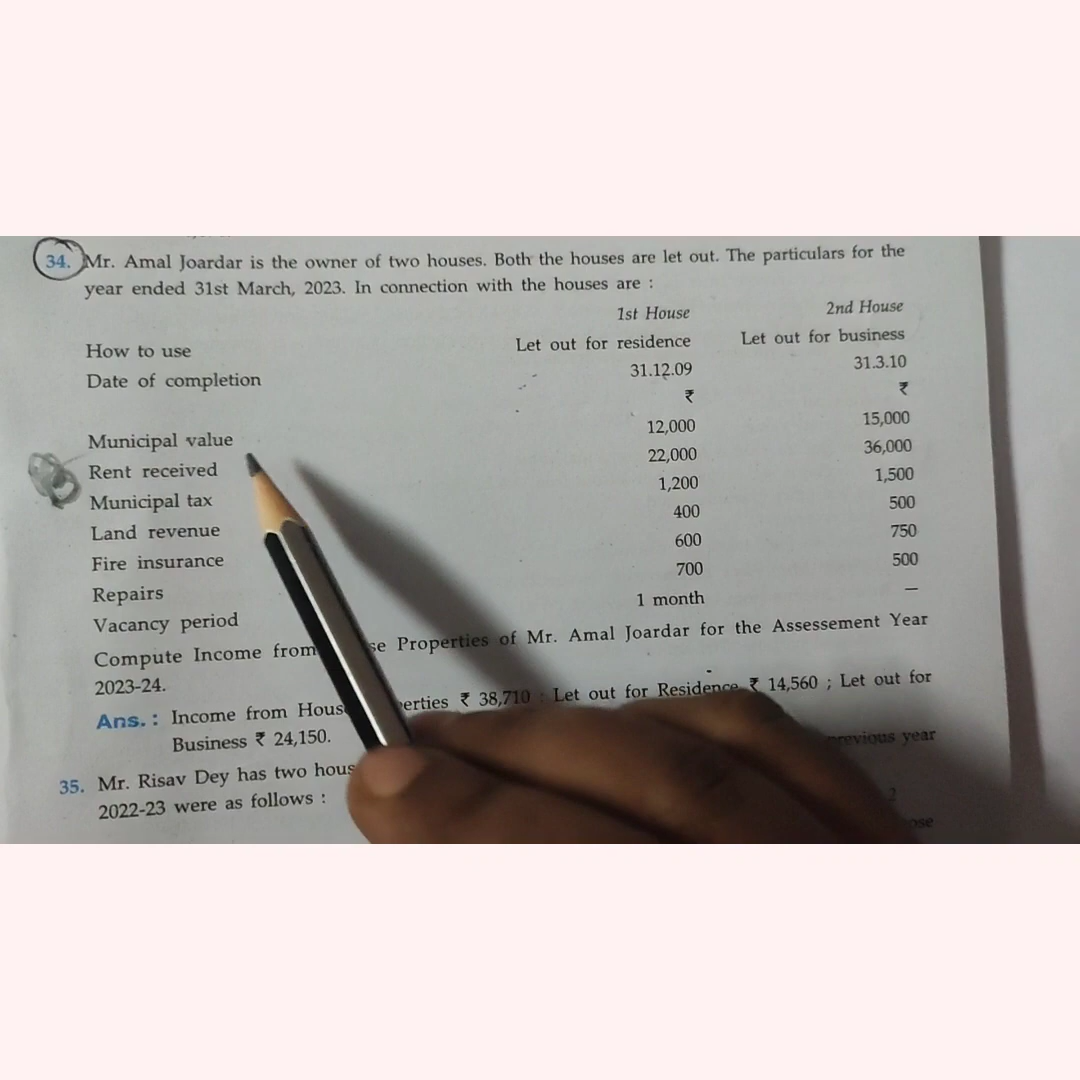 34. Mr. Amal Joardar is the owner of two houses. Both the houses are let out. The particulars for the
year ended 31st March, 2023. In connection with the houses are :
1st House 2nd House
How to use Let out for residence Let out for business
Date of completion 31.12.09 31.3.10
₹ ₹
Municipal value 12,000 15,000
Rent received 22,000 36,000
Municipal tax 1,200 1,500
Land revenue 400 500
Fire insurance 600 750
Repairs 700 500
Vacancy period 1 month —
Compute Income from se Properties of Mr. Amal Joardar for the Assessement Year
2023-24.
Ans. : Income from Hous erties ₹ 38,710 Let out for Residence ₹ 14,560 ; Let out for
Business ₹ 24,150.
35. Mr. Risav Dey has two hous previous year
2022-23 were as follows : 2
ose